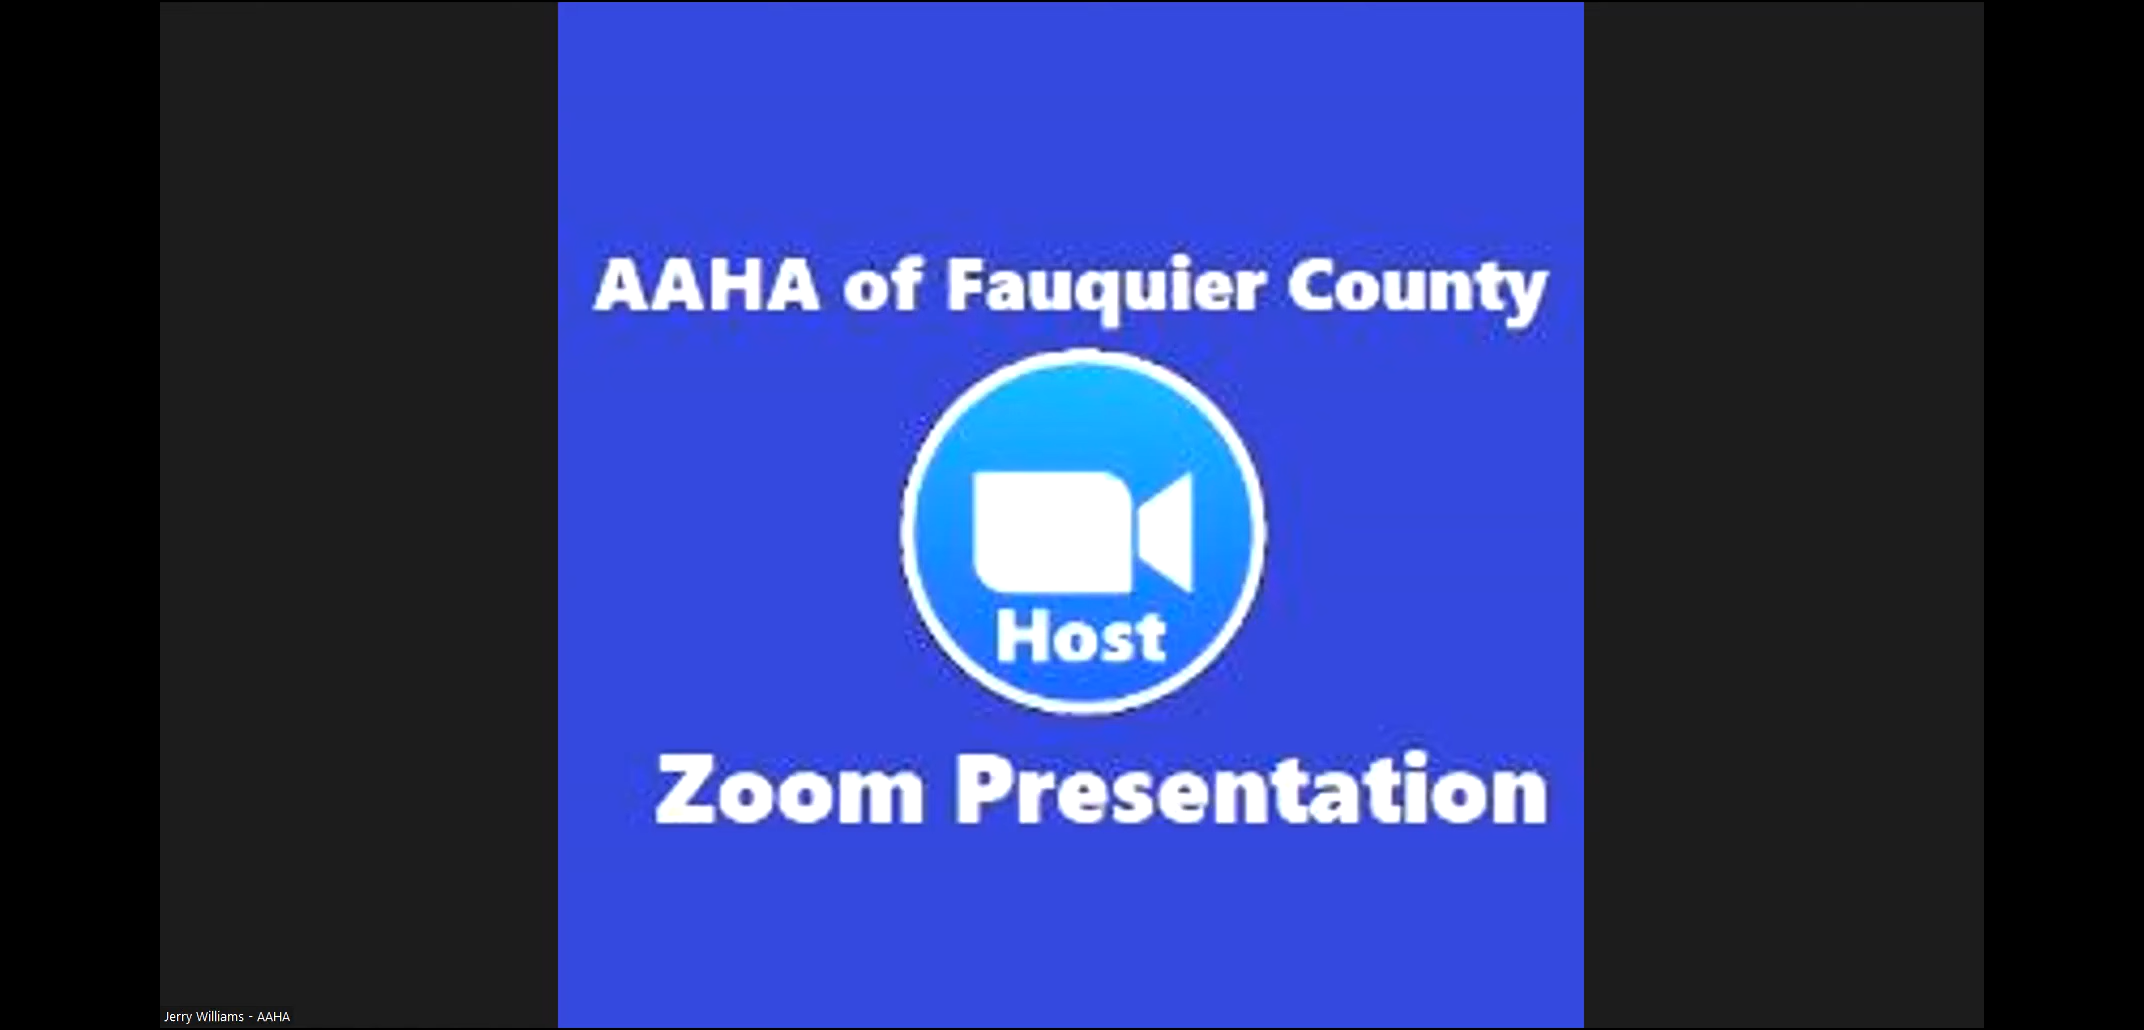 AAHA of Fauquier County
Host
Zoom Presentation
Jerry Williams - AAHA